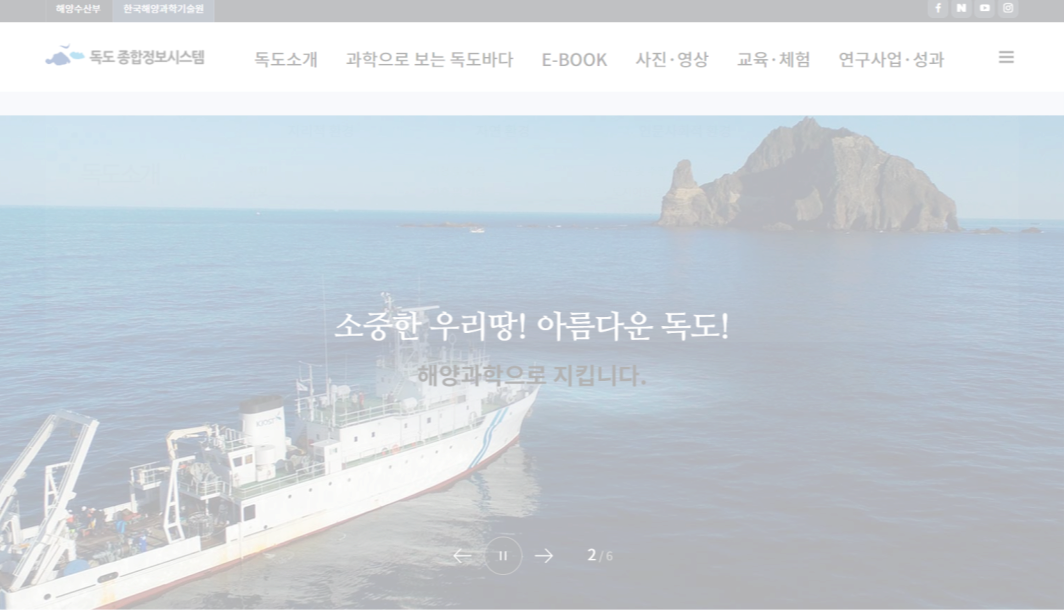 해양수산부 한국해양과학기술원
독도 종합정보시스템 독도소개 과학으로 보는 독도바다 E-BOOK 사진·영상 교육·체험 연구사업·성과
소중한 우리땅! 아름다운 독도!
해양과학으로 지킵니다.
2/6